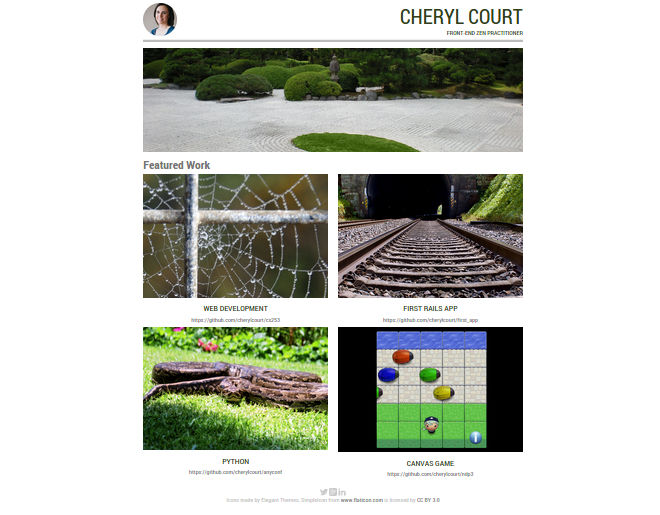 CHERYL COURT
FRONT-END ZEN PRACTITIONER
Featured Work
WEB DEVELOPMENT
https://github.com/cherylcourt/cs253
FIRST RAILS APP
https://github.com/cherylcourt/first_app
PYTHON
https://github.com/cherylcourt/anyconf
CANVAS GAME
https://github.com/cherylcourt/ndp3
Icons made by Elegant Themes, SimpleIcon from www.flaticon.com is licensed by CC BY 3.0